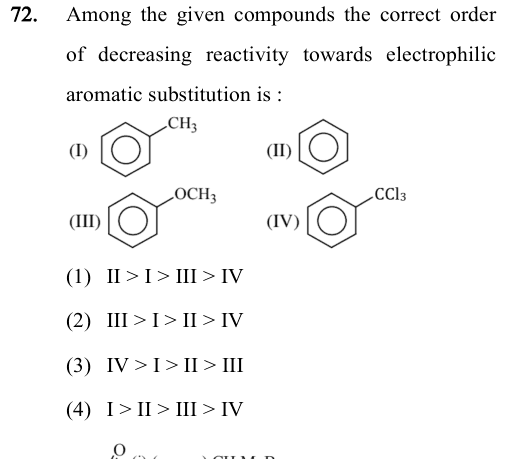 72. Among the given compounds the correct order
of decreasing reactivity towards electrophilic
aromatic substitution is :
CH3
(I) (II)
OCH3 CCl3
(III) (IV)
(1) II > I > III > IV
(2) III > I > II > IV
(3) IV > I > II > III
(4) I > II > III > IV
O